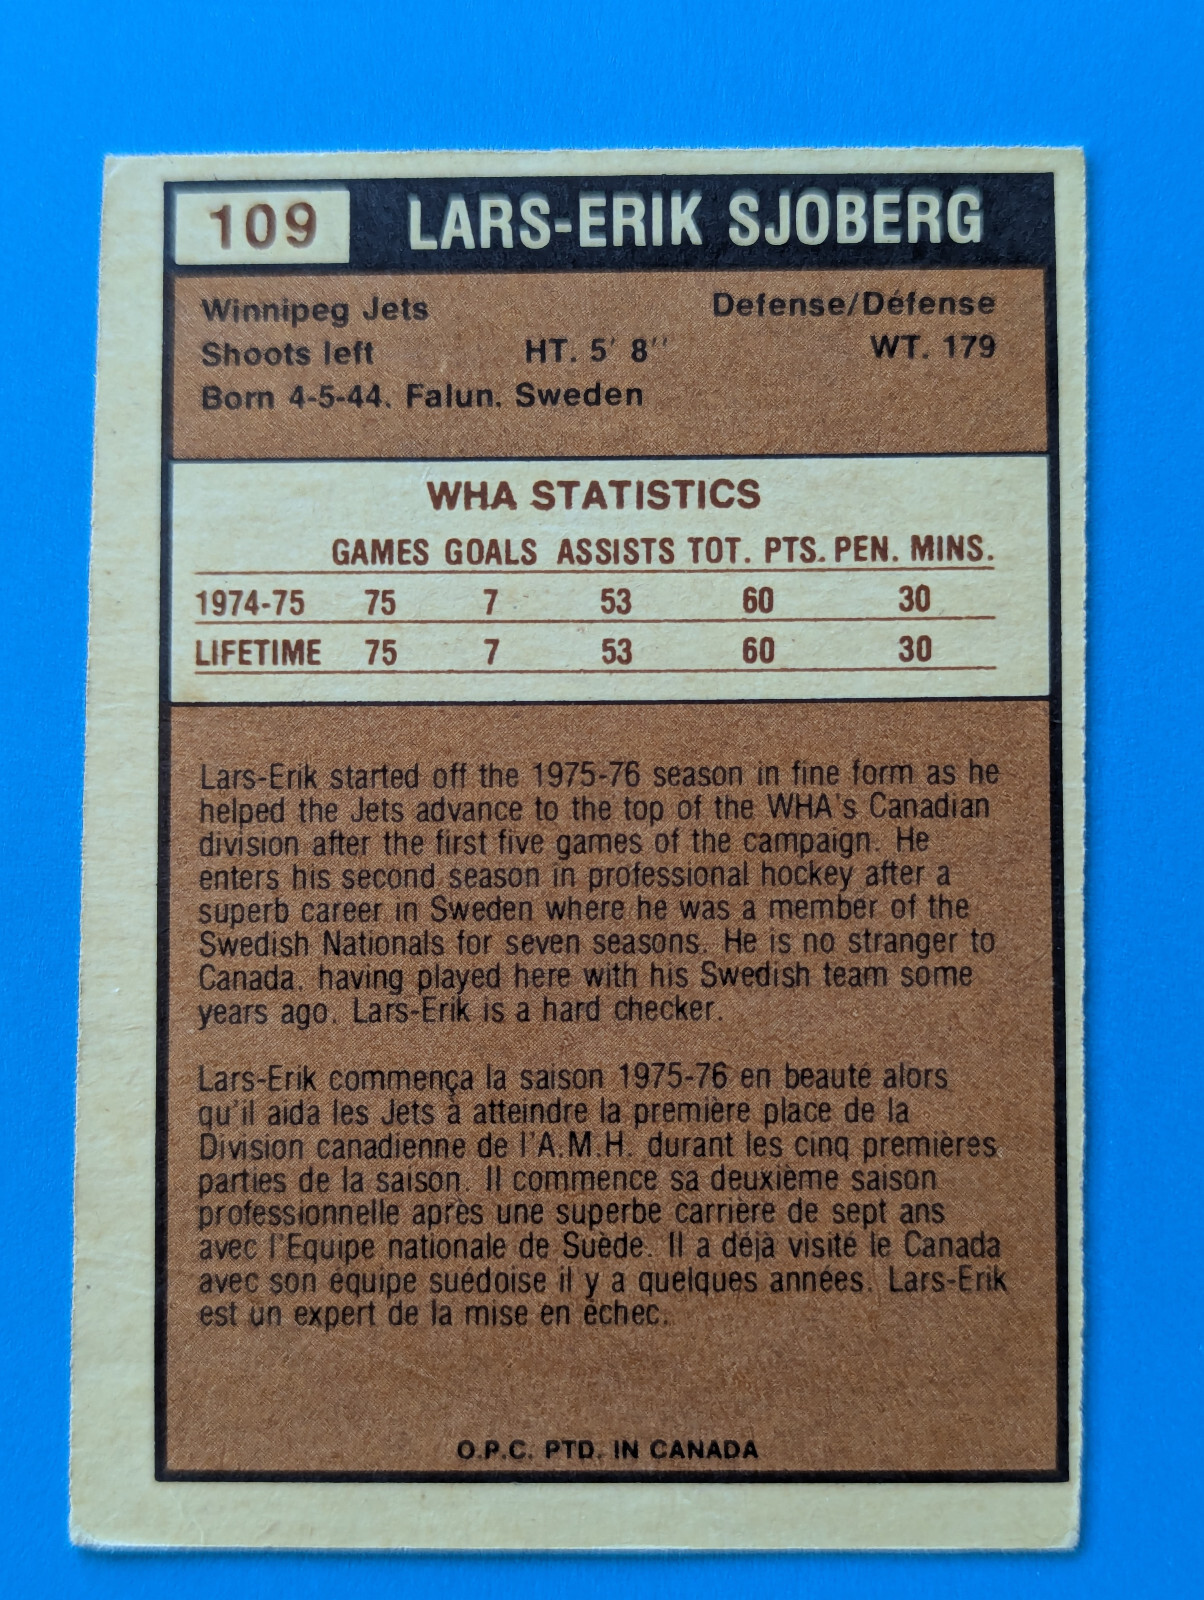 109 LARS-ERIK SJOBERG
Winnipeg Jets Defense/Défense
Shoots left HT. 5' 8'' WT. 179
Born 4-5-44. Falun. Sweden
WHA STATISTICS
GAMES GOALS ASSISTS TOT. PTS. PEN. MINS.
1974-75 75 7 53 60 30
LIFETIME 75 7 53 60 30
Lars-Erik started off the 1975-76 season in fine form as he
helped the Jets advance to the top of the WHA's Canadian
division after the first five games of the campaign. He
enters his second season in professional hockey after a
superb career in Sweden where he was a member of the
Swedish Nationals for seven seasons. He is no stranger to
Canada. having played here with his Swedish team some
years ago. Lars-Erik is a hard checker.
Lars-Erik commença la saison 1975-76 en beauté alors
qu'il aida les Jets à atteindre la première place de la
Division canadienne de l'A.M.H. durant les cinq premières
parties de la saison. Il commence sa deuxième saison
professionnelle après une superbe carrière de sept ans
avec l'Equipe nationale de Suède. Il a déjà visité le Canada
avec son équipe suédoise il y a quelques années. Lars-Erik
est un expert de la mise en échec.
O.P.C. PTD. IN CANADA